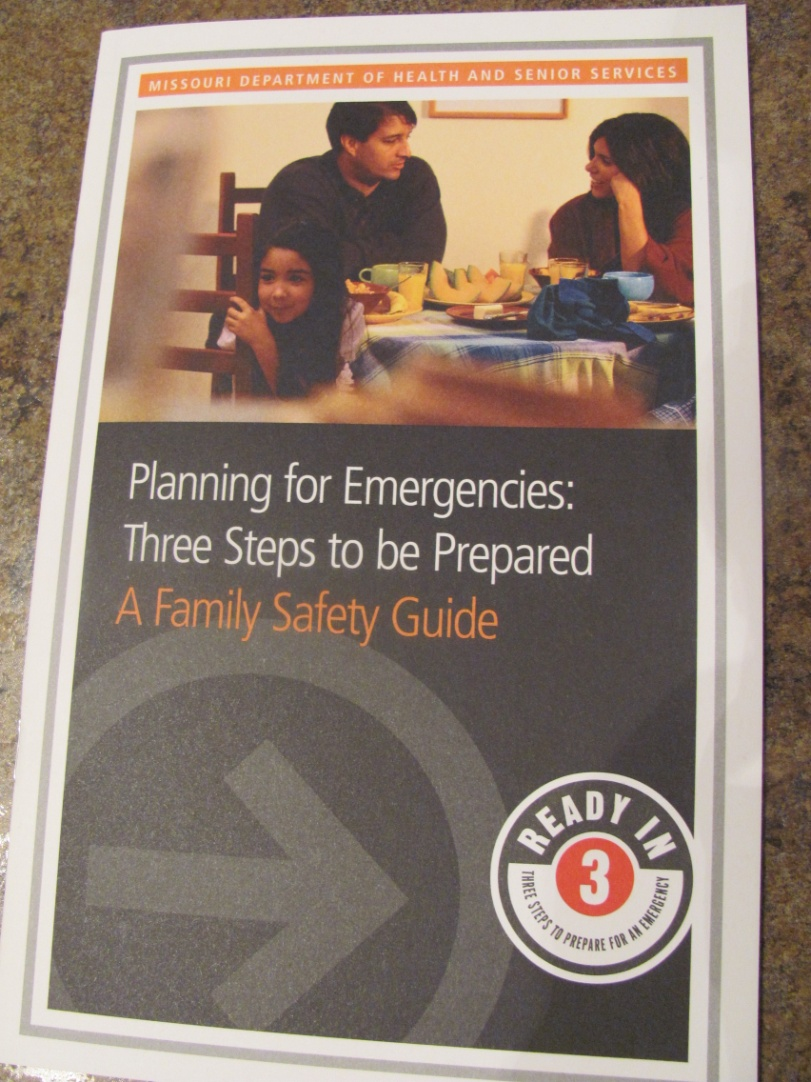 MISSOURI DEPARTMENT OF HEALTH AND SENIOR SERVICES
Planning for Emergencies:
Three Steps to be Prepared
A Family Safety Guide
READY IN
3
THREE STEPS TO PREPARE FOR AN EMERGENCY